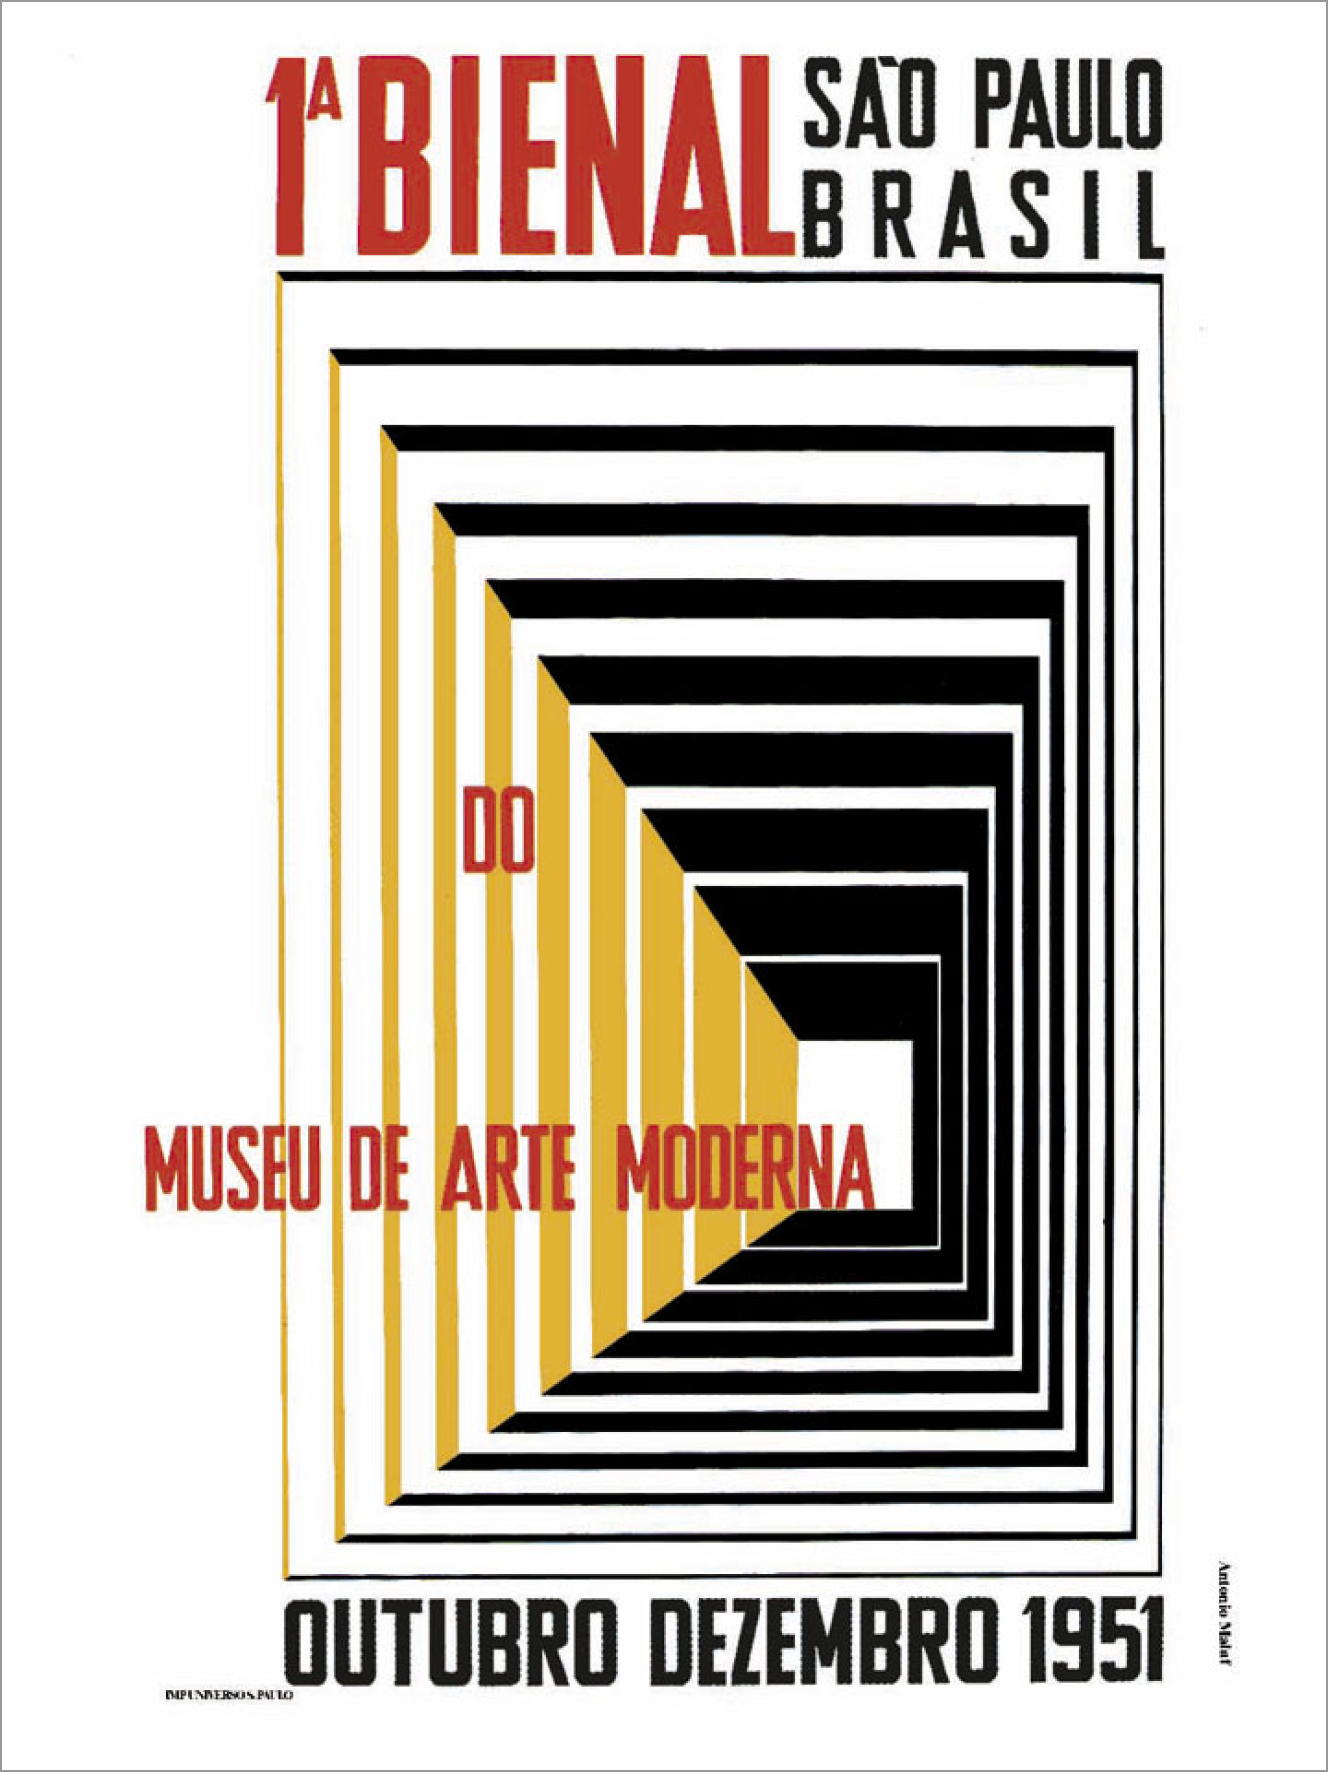 1ª BIENAL
SÃO PAULO
BRASIL
DO
MUSEU DE ARTE MODERNA
OUTUBRO DEZEMBRO 1951
IMP UNIVERSO S. PAULO
Antonio Maluf